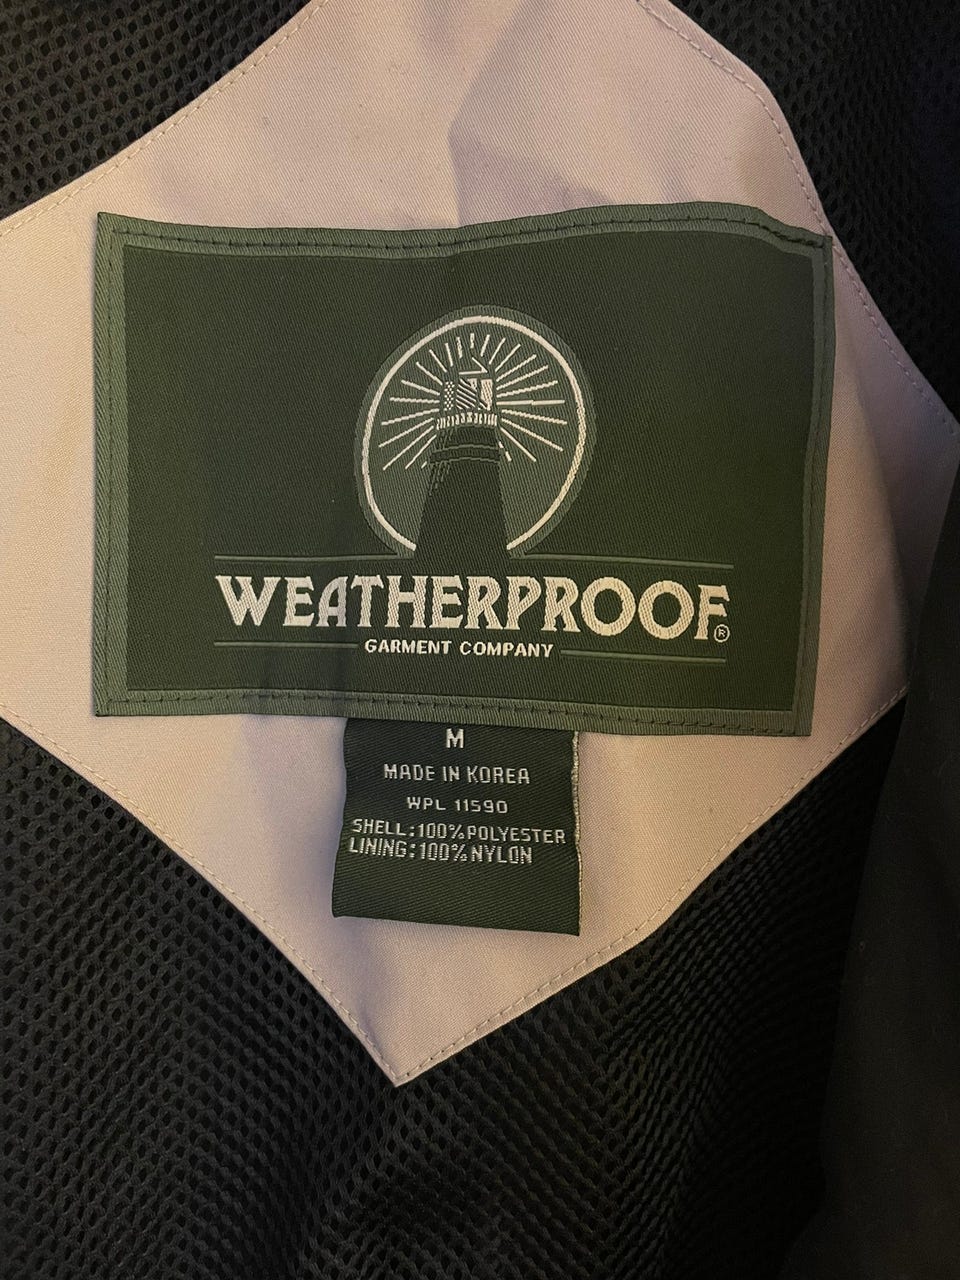 WEATHERPROOF®
GARMENT COMPANY
M
MADE IN KOREA
WPL 11590
SHELL:100%POLYESTER
LINING:100%NYLON